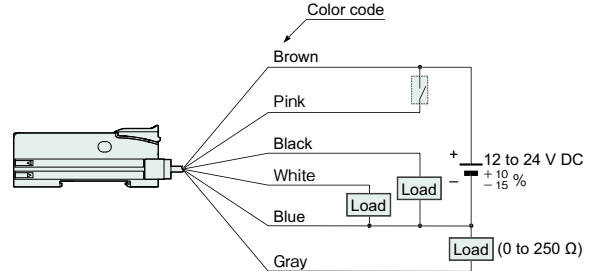 Color code
Brown
Pink
Black
White
Blue
Gray
Load
Load
+
−
12 to 24 V DC
+ 10
− 15 %
Load (0 to 250 Ω)